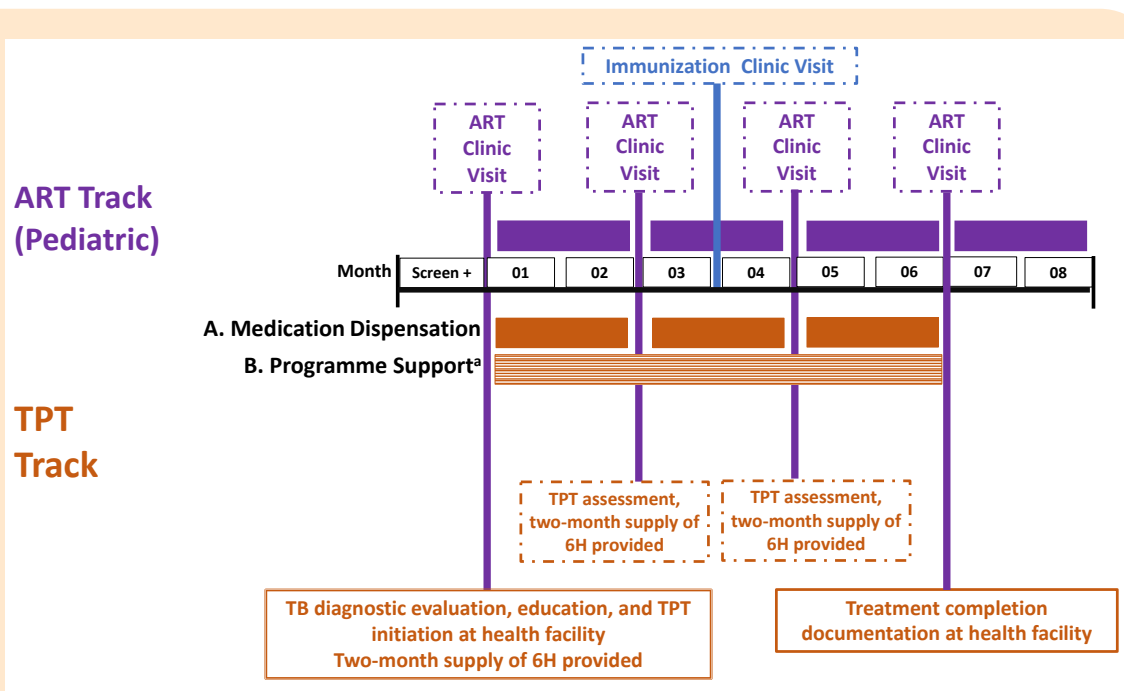 Immunization Clinic Visit
ART
Clinic
Visit
ART
Clinic
Visit
ART
Clinic
Visit
ART
Clinic
Visit
ART Track
(Pediatric)
Month
Screen +
01
02
03
04
05
06
07
08
A. Medication Dispensation
B. Programme Supportᵃ
TPT
Track
TPT assessment,
two-month supply of
6H provided
TPT assessment,
two-month supply of
6H provided
TB diagnostic evaluation, education, and TPT
initiation at health facility
Two-month supply of 6H provided
Treatment completion
documentation at health facility